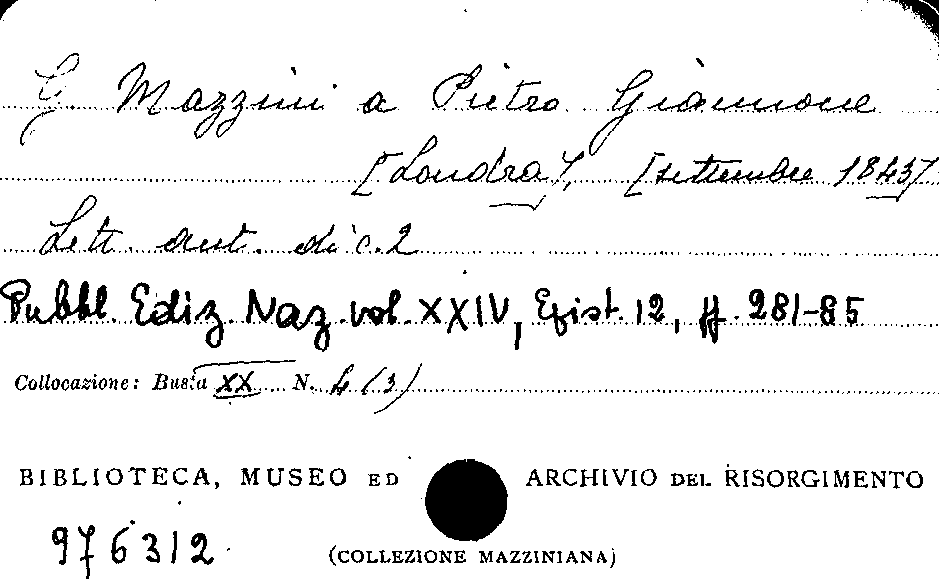 G. Mazzini a Pietro Giannone
[Londra], [settembre 1843]
Lett. aut. di c. 2
Pubbl. Ediz. Naz. vol. XXIV, Epist. 12, pp. 281-85
Collocazione: Busta XX N. 4 (3)
BIBLIOTECA, MUSEO ED ARCHIVIO DEL RISORGIMENTO
976312
(COLLEZIONE MAZZINIANA)